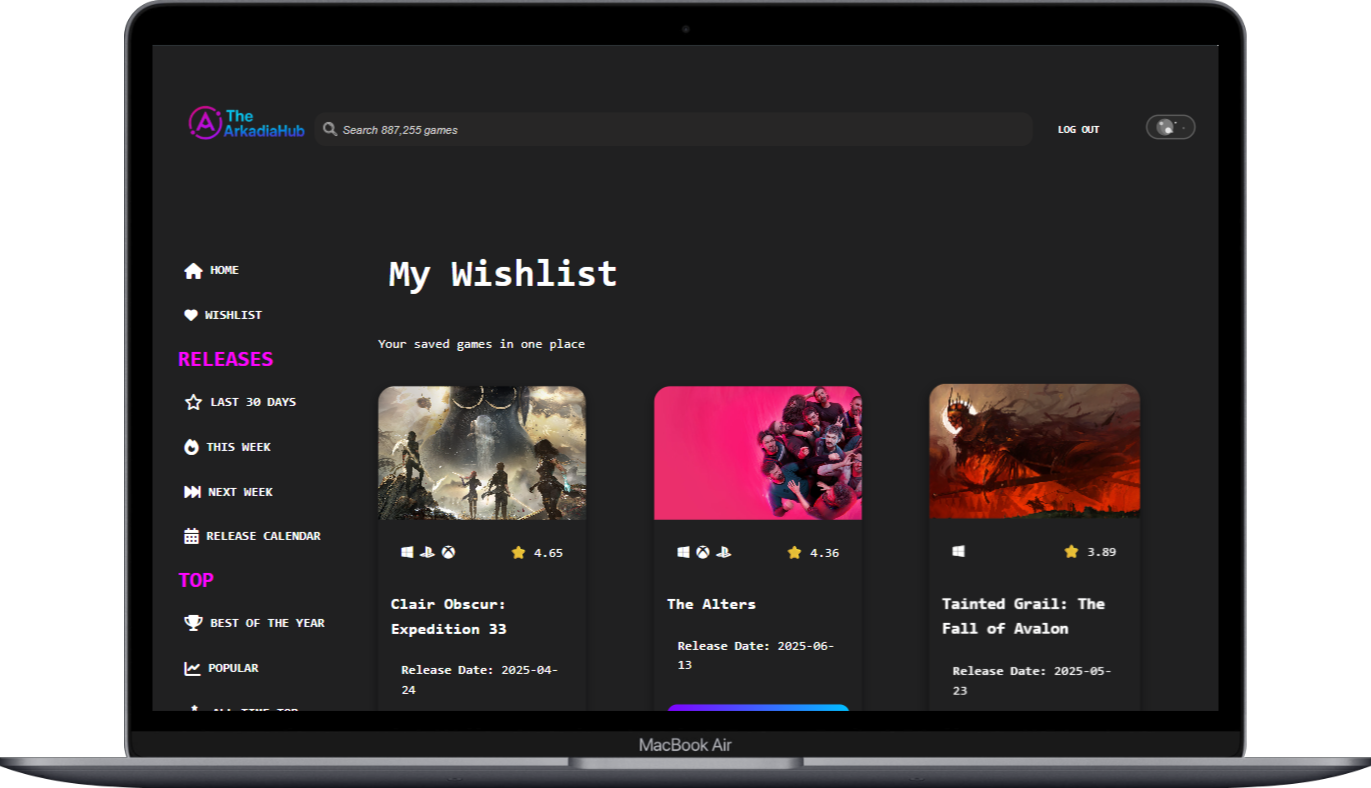 The
ArkadiaHub
Search 887,255 games
LOG OUT
HOME
WISHLIST
RELEASES
LAST 30 DAYS
THIS WEEK
NEXT WEEK
RELEASE CALENDAR
TOP
BEST OF THE YEAR
POPULAR
ALL TIME TOP
My Wishlist
Your saved games in one place
4.65
Clair Obscur:
Expedition 33
Release Date: 2025-04-
24
4.36
The Alters
Release Date: 2025-06-
13
3.89
Tainted Grail: The
Fall of Avalon
Release Date: 2025-05-
23
MacBook Air